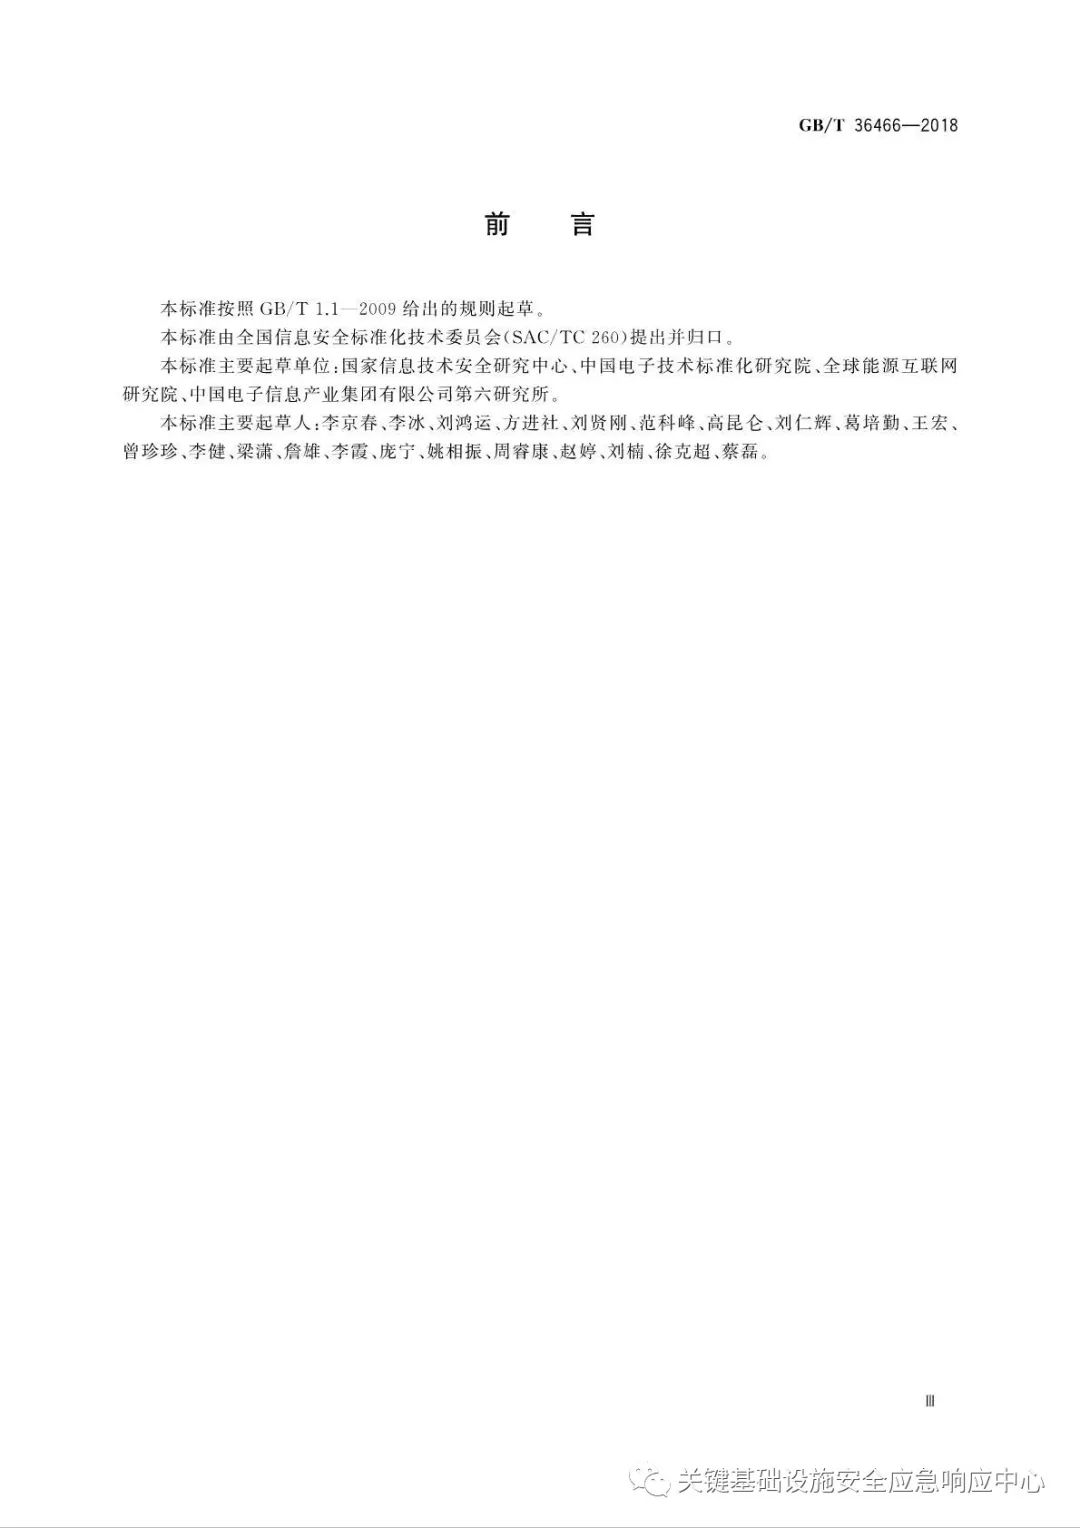 GB/T 36466—2018
前 言
本标准按照 GB/T 1.1—2009 给出的规则起草。
本标准由全国信息安全标准化技术委员会(SAC/TC 260)提出并归口。
本标准主要起草单位:国家信息技术安全研究中心、中国电子技术标准化研究院、全球能源互联网
研究院、中国电子信息产业集团有限公司第六研究所。
本标准主要起草人:李京春、李冰、刘鸿运、方进社、刘贤刚、范科峰、高昆仑、刘仁辉、葛培勤、王宏、
曾珍珍、李健、梁潇、詹雄、李霞、庞宁、姚相振、周睿康、赵婷、刘楠、徐克超、蔡磊。
Ⅲ
关键基础设施安全应急响应中心